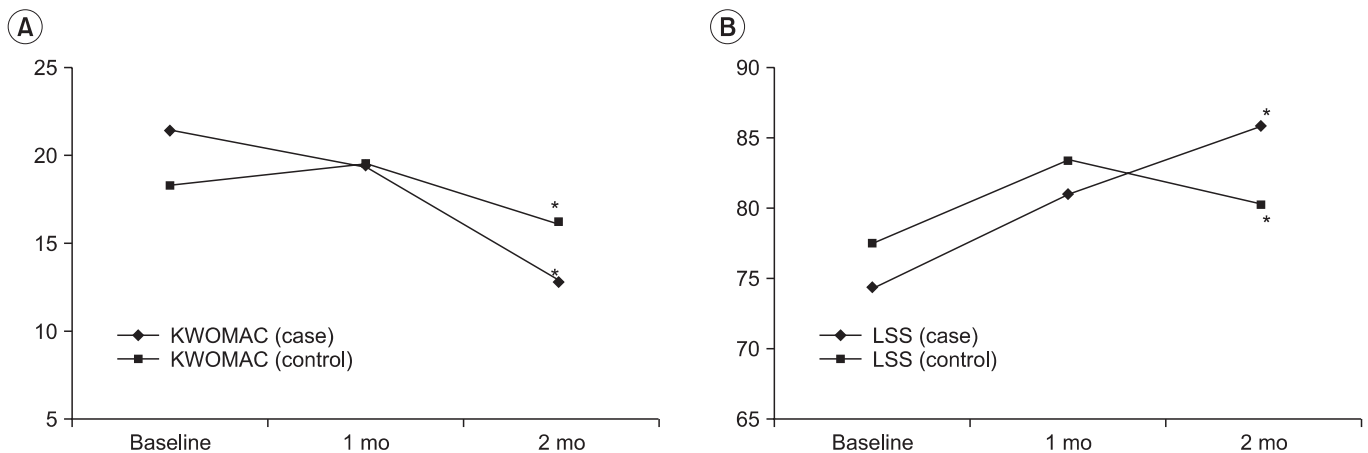 A
25
20
15
10
5
*
*
KWOMAC (case)
KWOMAC (control)
Baseline 1 mo 2 mo
B
90
85
80
75
70
65
*
*
LSS (case)
LSS (control)
Baseline 1 mo 2 mo